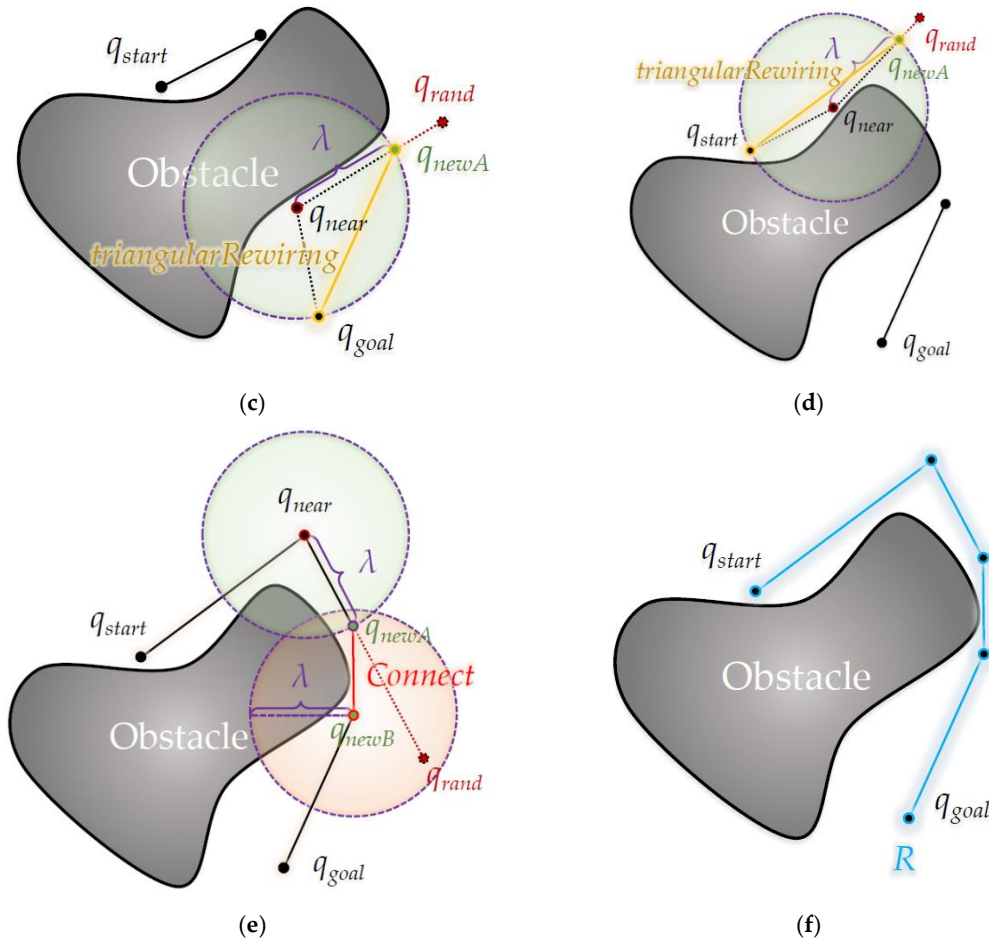 q_start
Obstacle
λ
q_rand
q_newA
q_near
triangularRewiring
q_goal
(c)
λ
q_rand
triangularRewiring
q_newA
q_near
q_start
Obstacle
q_goal
(d)
q_near
λ
q_start
q_newA
λ
Connect
Obstacle
q_newB
q_rand
q_goal
(e)
q_start
Obstacle
q_goal
R
(f)